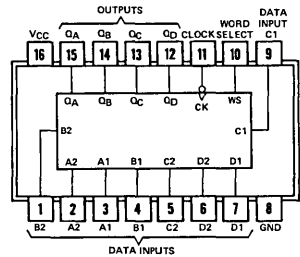 OUTPUTS
WORD DATA INPUT
VCC QA QB QC QD CLOCK SELECT C1
16 15 14 13 12 11 10 9
QA QB QC QD CK WS
B2 C1
A2 A1 B1 C2 D2 D1
1 2 3 4 5 6 7 8
B2 A2 A1 B1 C2 D2 D1 GND
DATA INPUTS